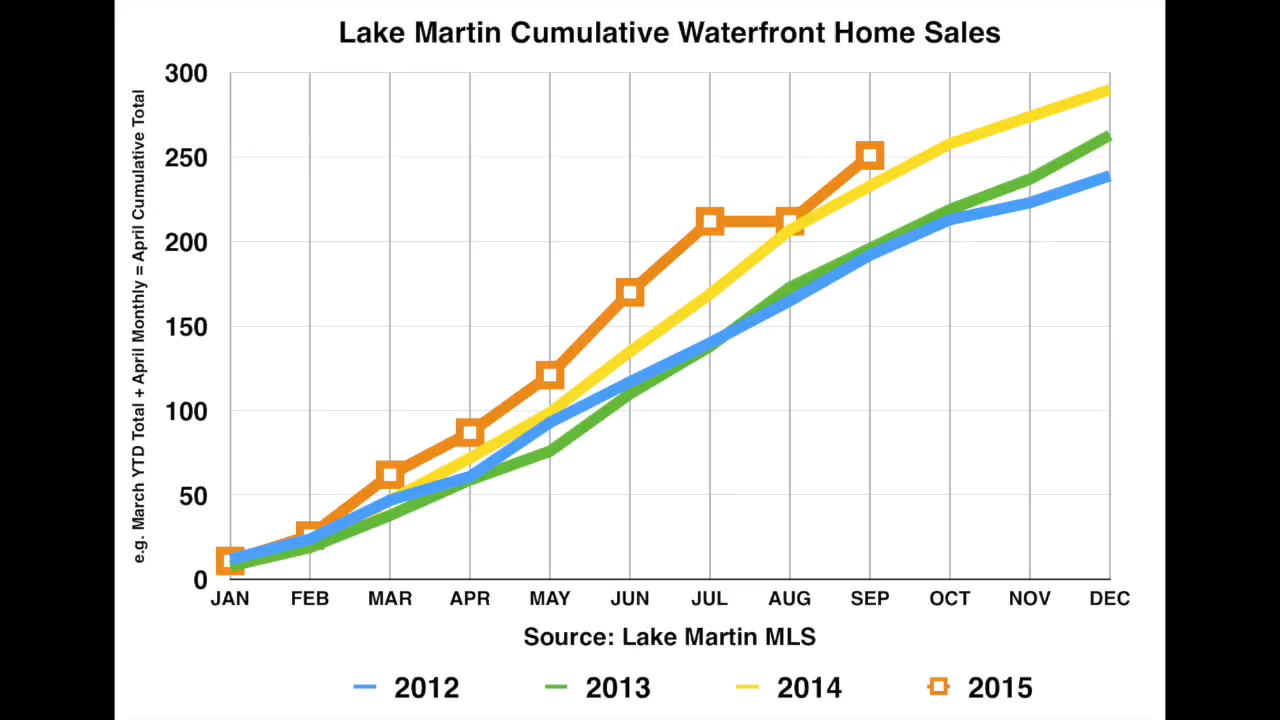 Lake Martin Cumulative Waterfront Home Sales
e.g. March YTD Total + April Monthly = April Cumulative Total
300
250
200
150
100
50
0
JAN FEB MAR APR MAY JUN JUL AUG SEP OCT NOV DEC
Source: Lake Martin MLS
2012 2013 2014 2015